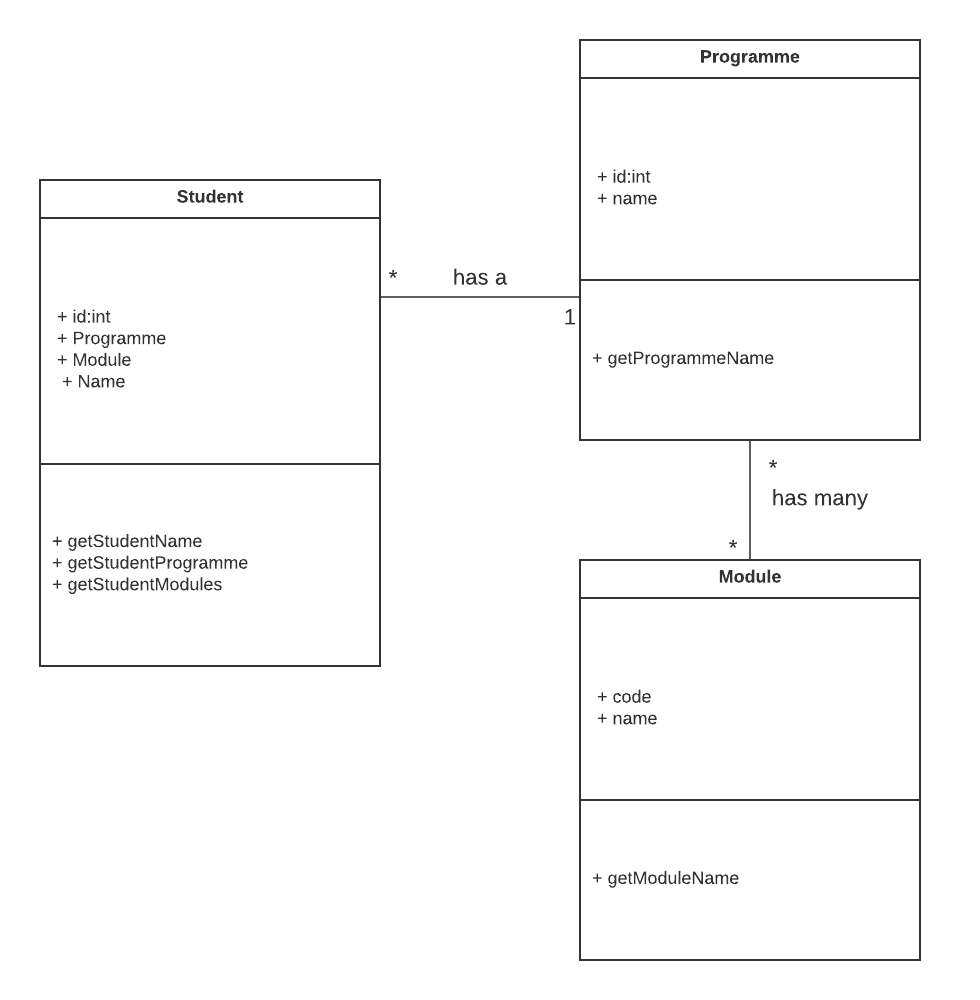 Programme
+ id:int
+ name
+ getProgrammeName
Student
+ id:int
+ Programme
+ Module
+ Name
+ getStudentName
+ getStudentProgramme
+ getStudentModules
* has a
1
*
has many
*
Module
+ code
+ name
+ getModuleName